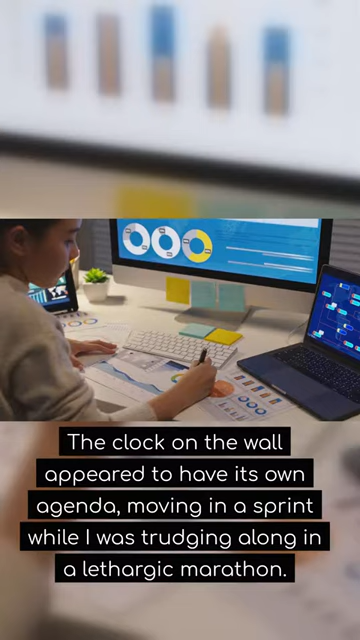 The clock on the wall
appeared to have its own
agenda, moving in a sprint
while I was trudging along in
a lethargic marathon.